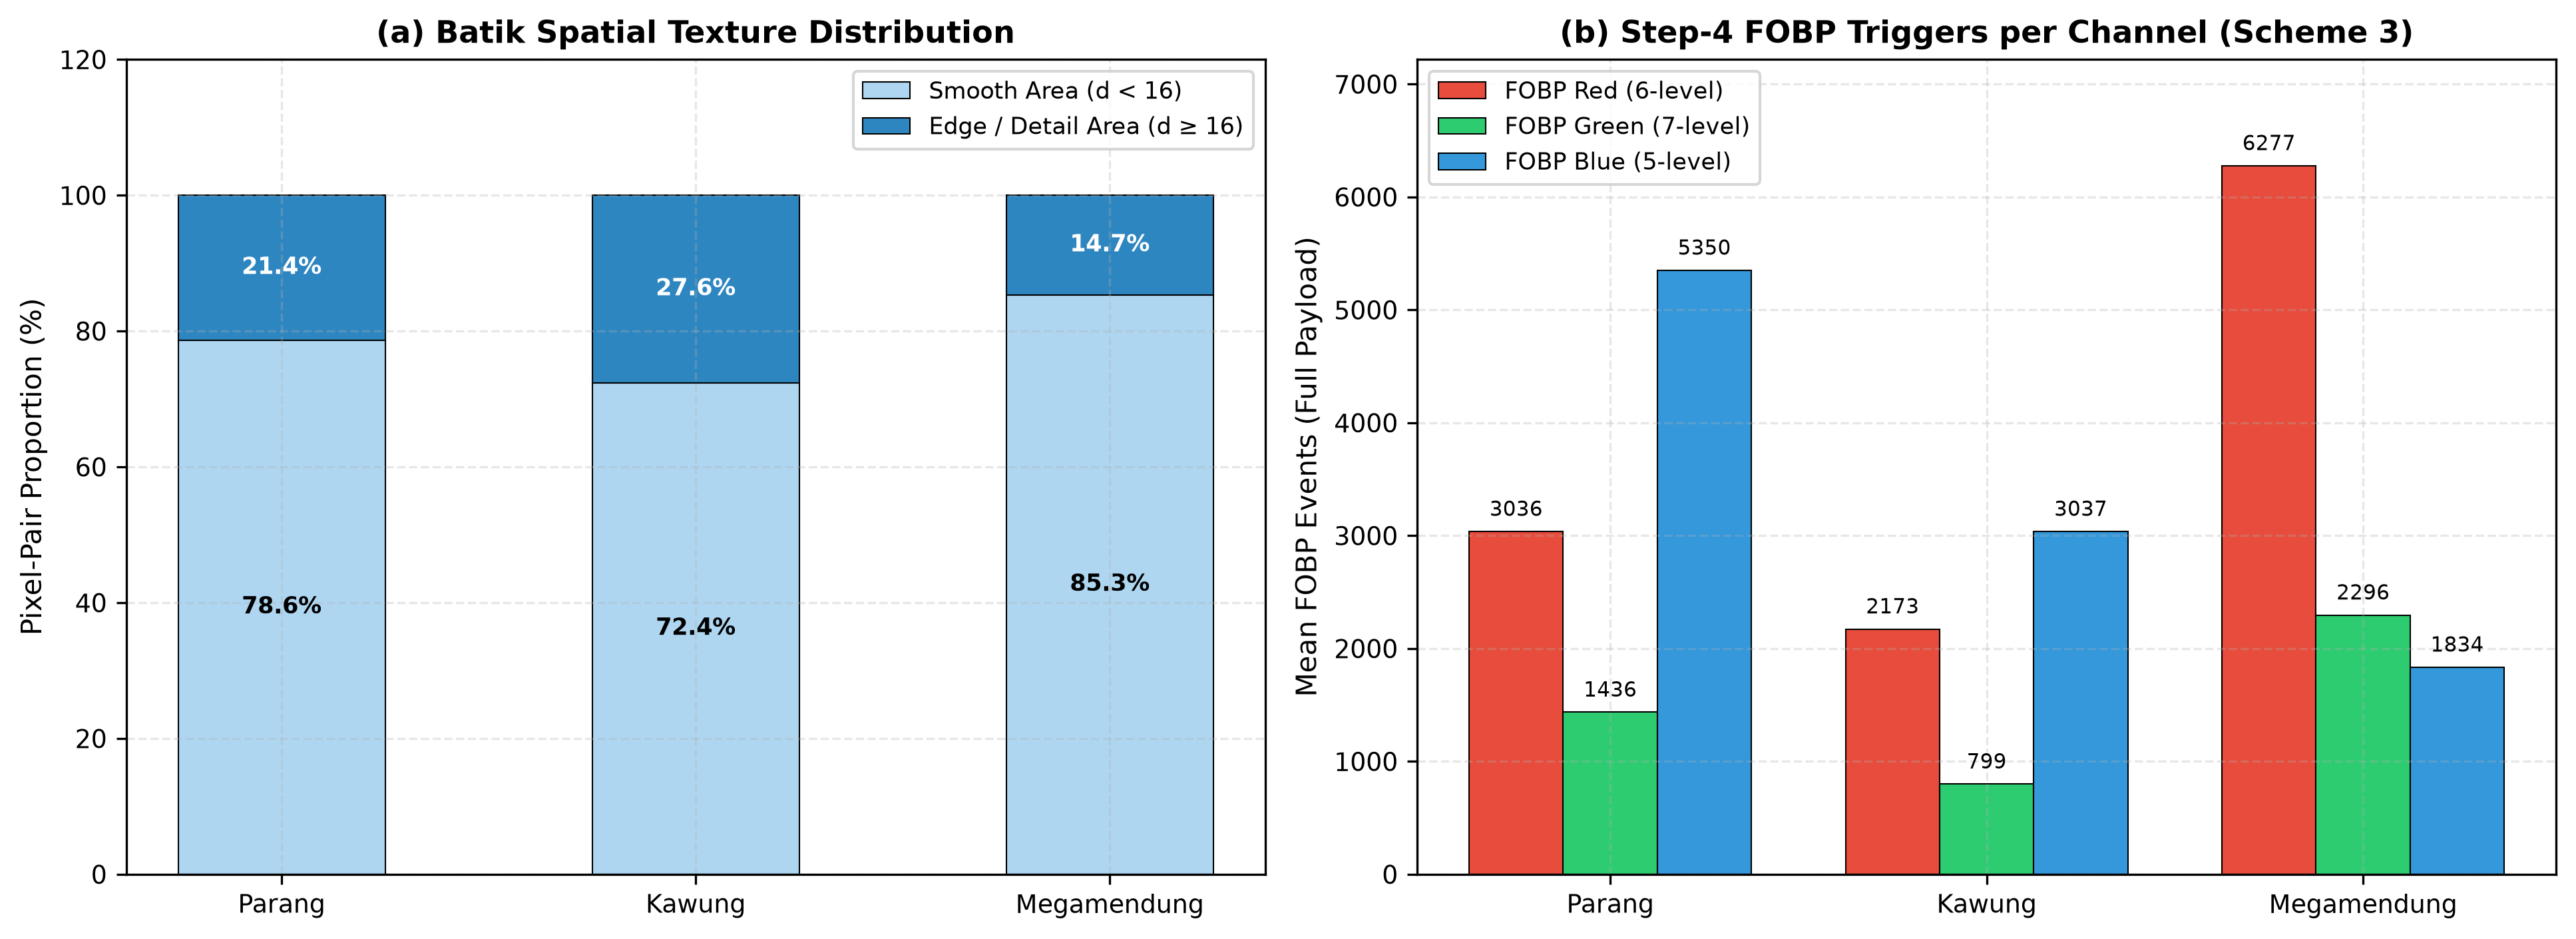 (a) Batik Spatial Texture Distribution
Smooth Area (d < 16)
Edge / Detail Area (d ≥ 16)
Pixel-Pair Proportion (%)
120
100
80
60
40
20
0
21.4%
78.6%
27.6%
72.4%
14.7%
85.3%
Parang
Kawung
Megamendung
(b) Step-4 FOBP Triggers per Channel (Scheme 3)
FOBP Red (6-level)
FOBP Green (7-level)
FOBP Blue (5-level)
Mean FOBP Events (Full Payload)
7000
6000
5000
4000
3000
2000
1000
0
3036
1436
5350
2173
799
3037
6277
2296
1834
Parang
Kawung
Megamendung